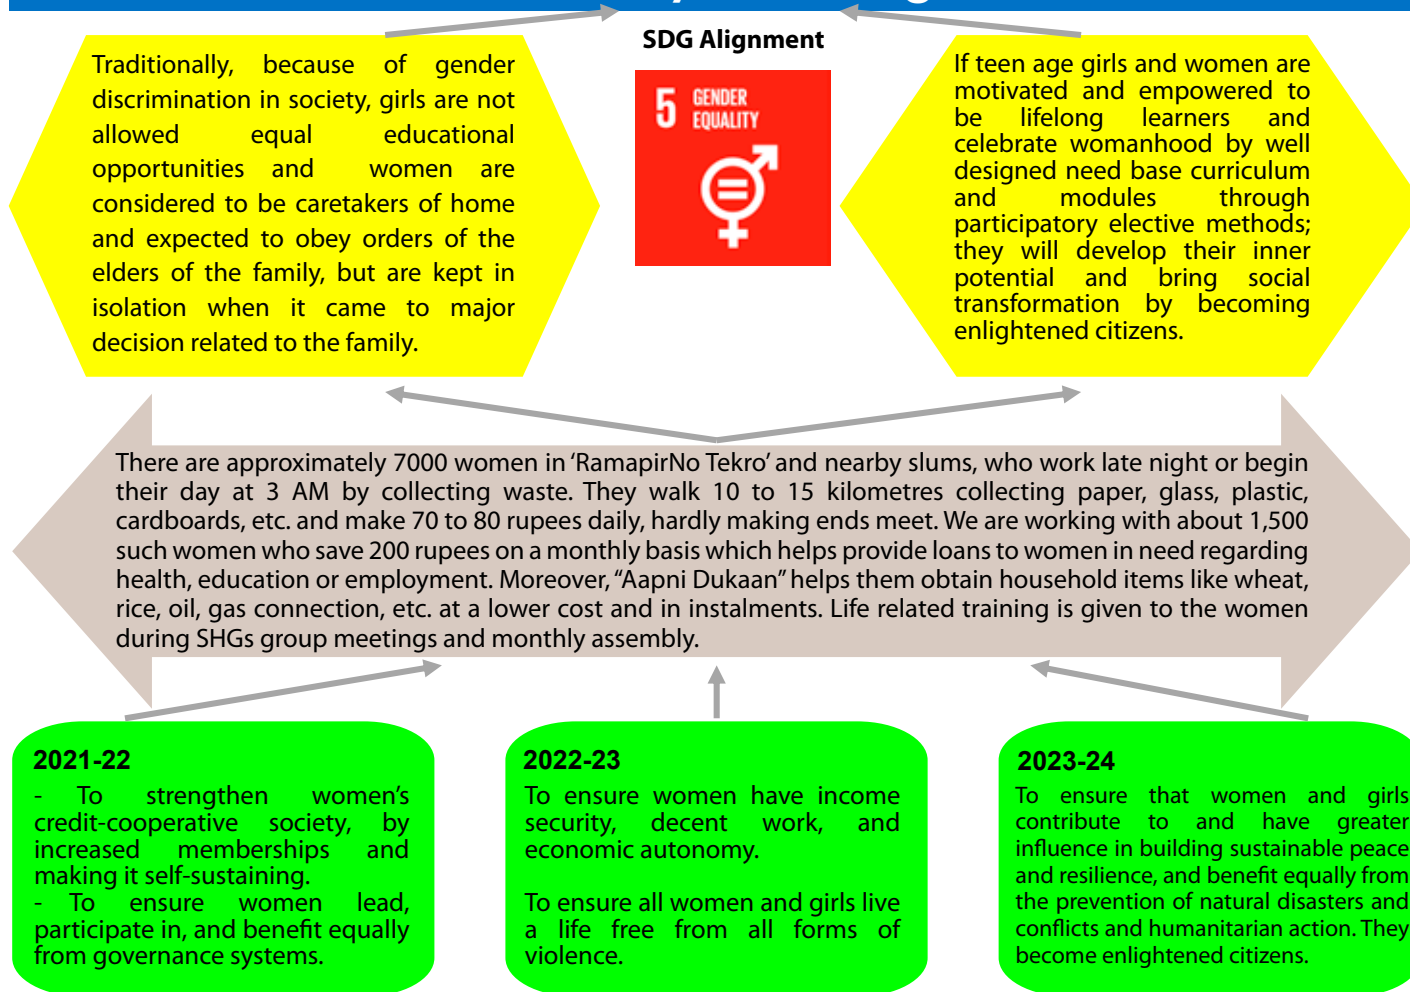 SDG Alignment
Traditionally, because of gender
discrimination in society, girls are not
allowed equal educational
opportunities and women are
considered to be caretakers of home
and expected to obey orders of the
elders of the family, but are kept in
isolation when it came to major
decision related to the family.
5 GENDER
EQUALITY
If teen age girls and women are
motivated and empowered to
be lifelong learners and
celebrate womanhood by well
designed need base curriculum
and modules through
participatory elective methods;
they will develop their inner
potential and bring social
transformation by becoming
enlightened citizens.
There are approximately 7000 women in ‘RamapirNo Tekro’ and nearby slums, who work late night or begin
their day at 3 AM by collecting waste. They walk 10 to 15 kilometres collecting paper, glass, plastic,
cardboards, etc. and make 70 to 80 rupees daily, hardly making ends meet. We are working with about 1,500
such women who save 200 rupees on a monthly basis which helps provide loans to women in need regarding
health, education or employment. Moreover, “Aapni Dukaan” helps them obtain household items like wheat,
rice, oil, gas connection, etc. at a lower cost and in instalments. Life related training is given to the women
during SHGs group meetings and monthly assembly.
2021-22
- To strengthen women’s
credit-cooperative society, by
increased memberships and
making it self-sustaining.
- To ensure women lead,
participate in, and benefit equally
from governance systems.
2022-23
To ensure women have income
security, decent work, and
economic autonomy.
To ensure all women and girls live
a life free from all forms of
violence.
2023-24
To ensure that women and girls
contribute to and have greater
influence in building sustainable peace
and resilience, and benefit equally from
the prevention of natural disasters and
conflicts and humanitarian action. They
become enlightened citizens.